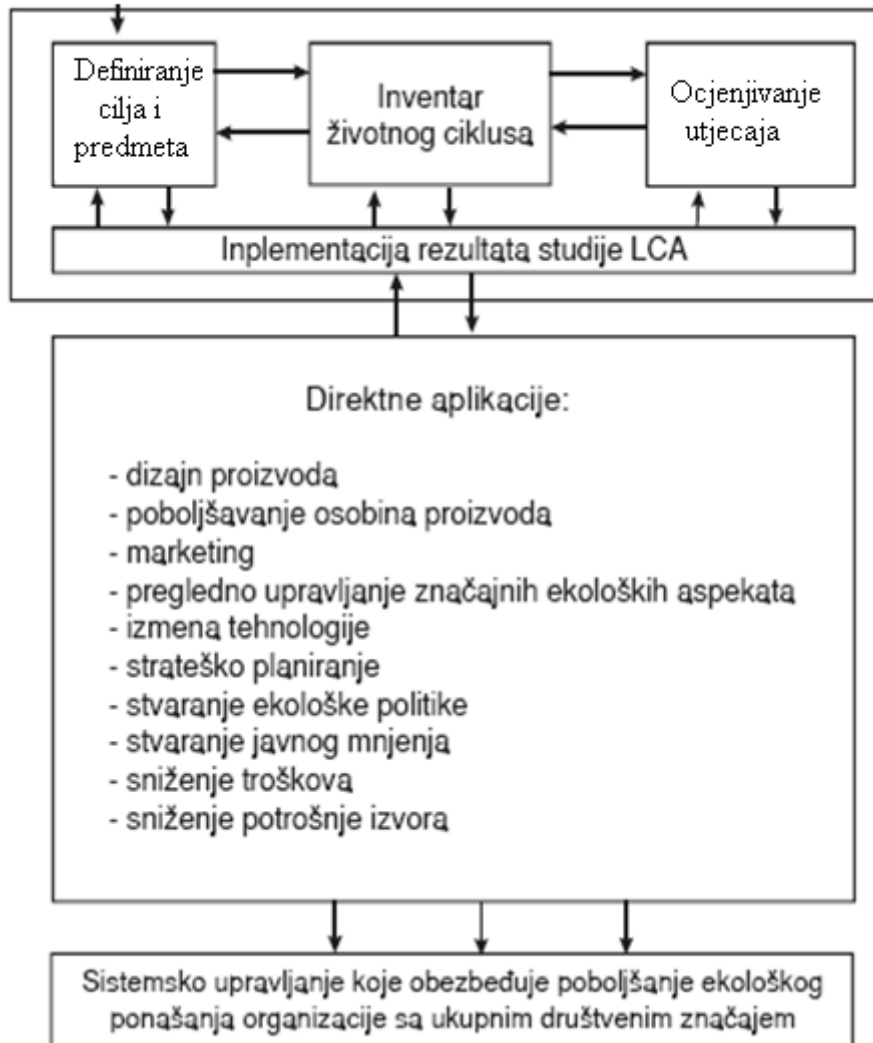 Definiranje
cilja i
predmeta
Inventar
životnog ciklusa
Ocjenjivanje
utjecaja
Inplementacija rezultata studije LCA
Direktne aplikacije:
- dizajn proizvoda
- poboljšavanje osobina proizvoda
- marketing
- pregledno upravljanje značajnih ekoloških aspekata
- izmena tehnologije
- strateško planiranje
- stvaranje ekološke politike
- stvaranje javnog mnjenja
- sniženje troškova
- sniženje potrošnje izvora
Sistemsko upravljanje koje obezbeđuje poboljšanje ekološkog
ponašanja organizacije sa ukupnim društvenim značajem